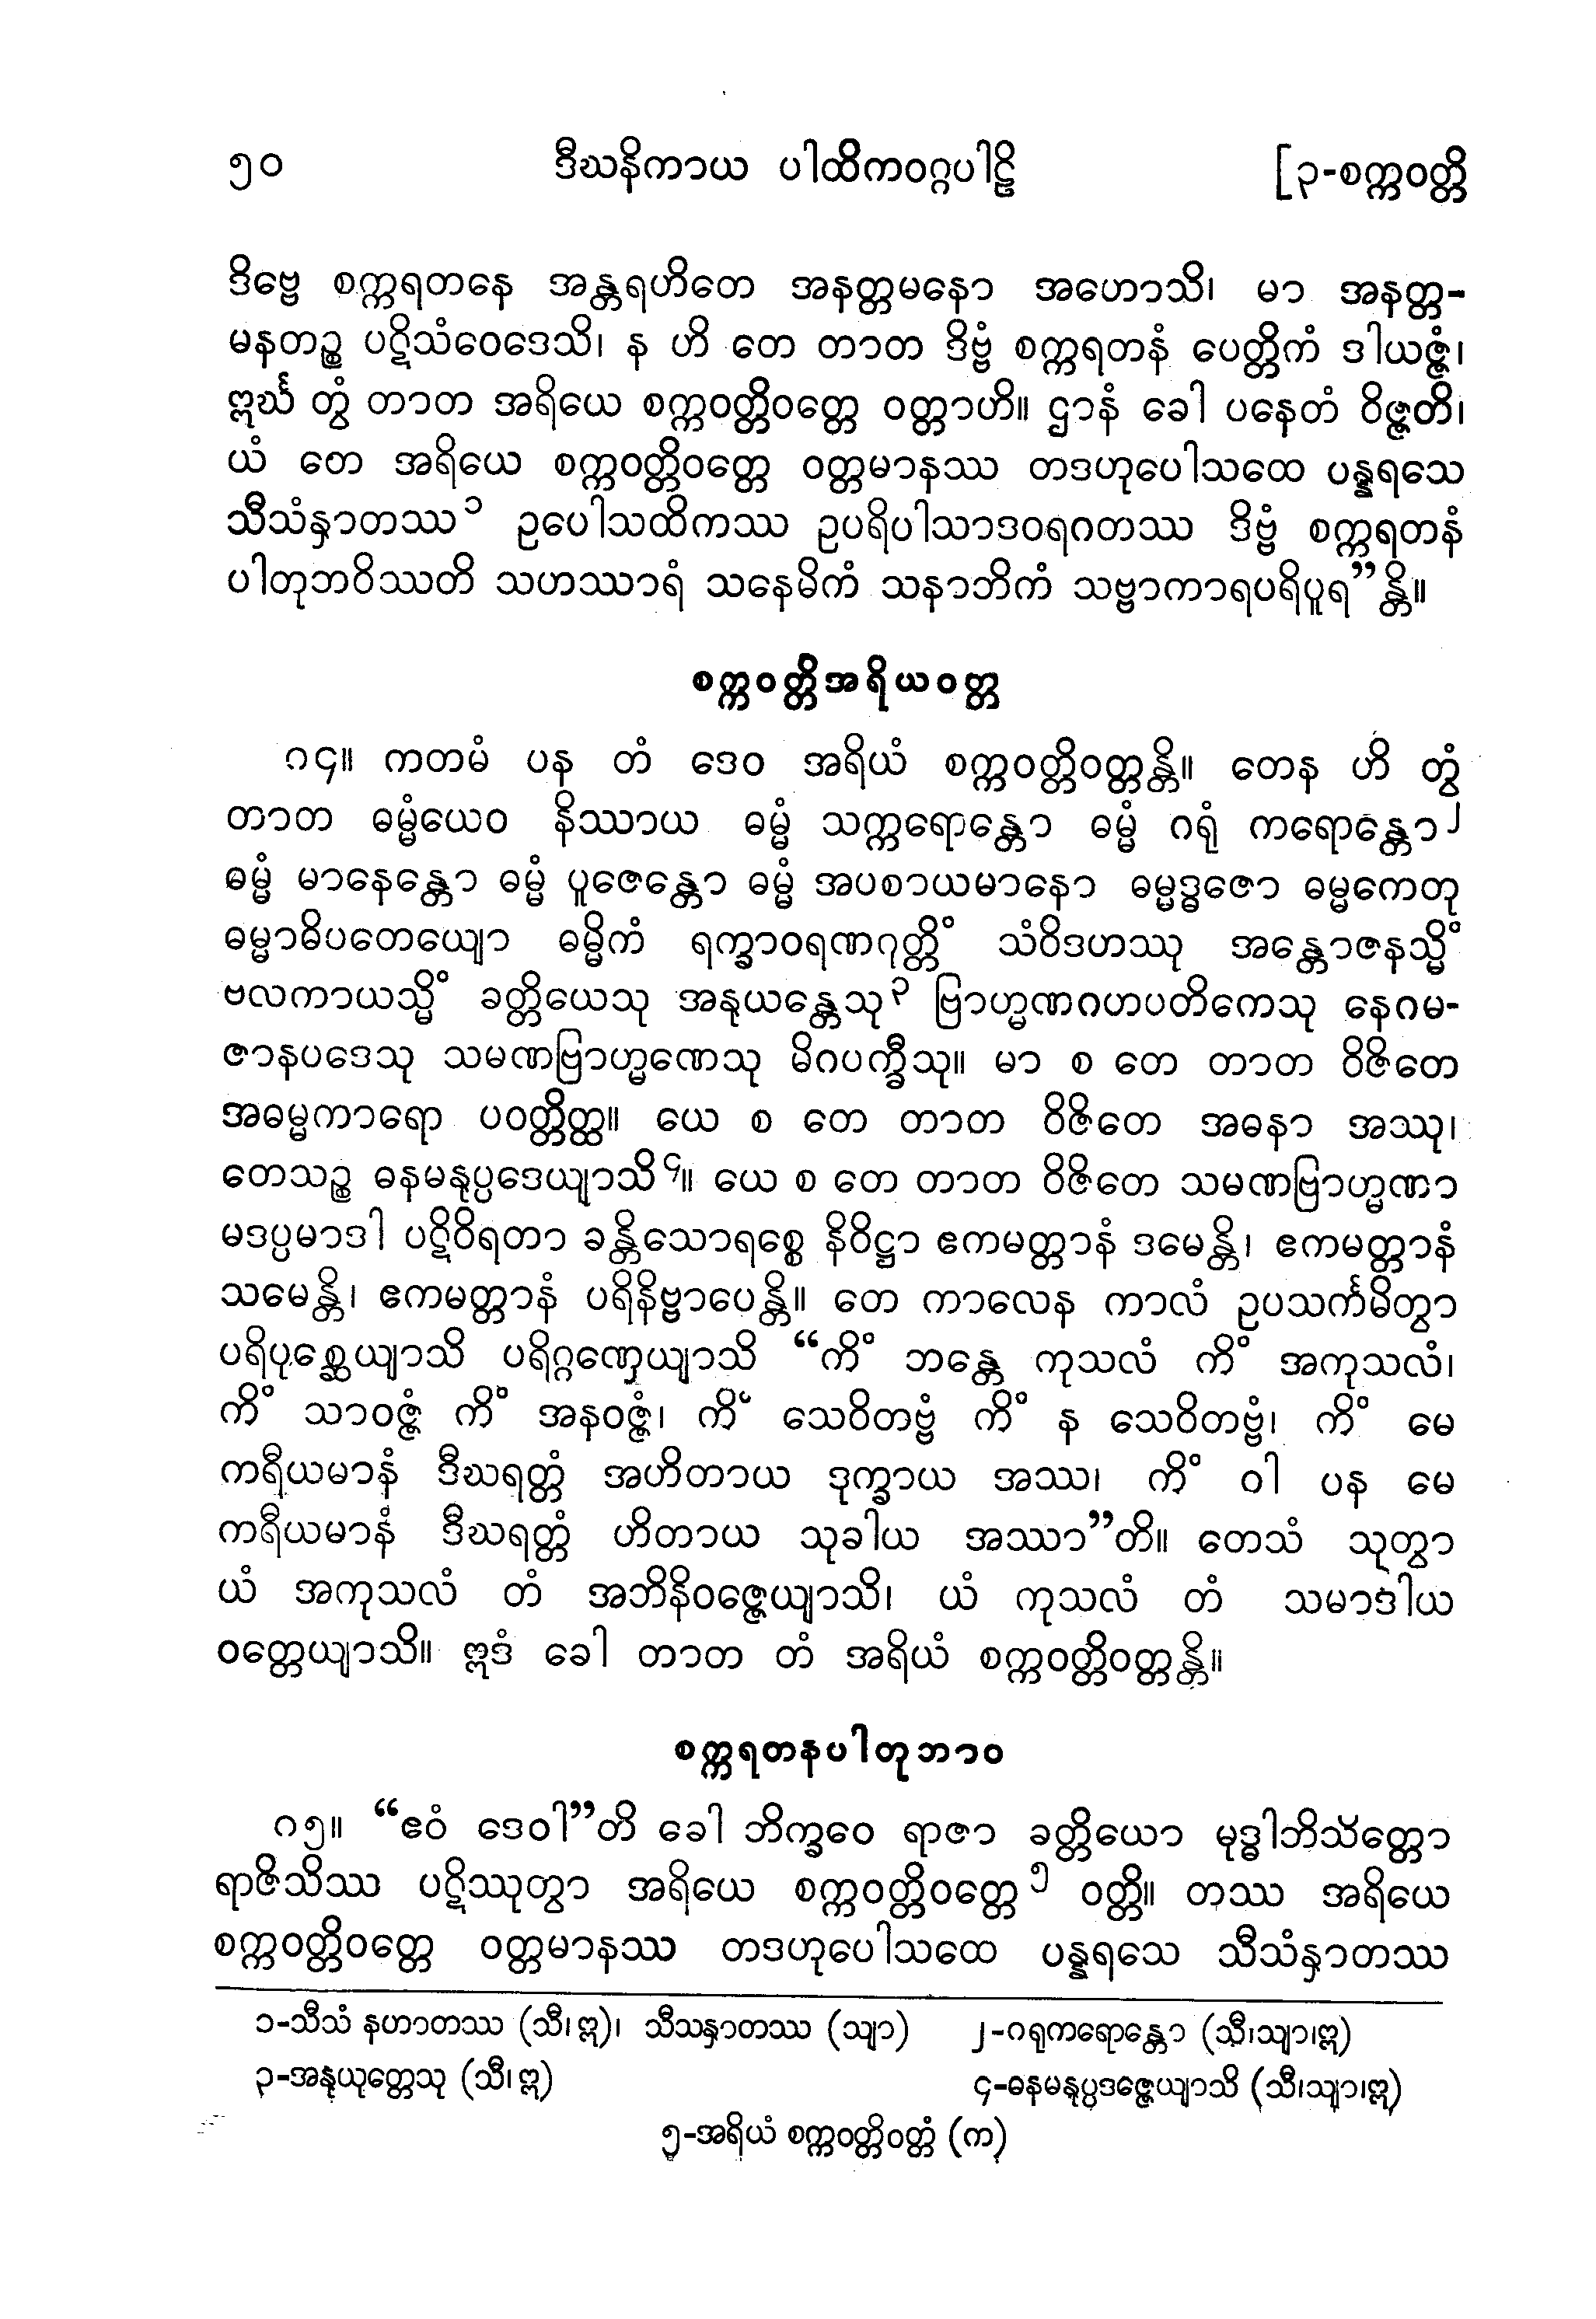 ၅၀ ဒီဃနိကာယ ပါထိကဝဂ္ဂပါဠိ [၃-စက္ကဝတ္တိ
ဒိဗ္ဗေ စက္ကရတနေ အန္တရဟိတေ အနတ္တမနော အဟောသိ၊ မာ အနတ္တ-
မနတဉ္စ ပဋိသံဝေဒေသိ၊ န ဟိ တေ တာတ ဒိဗ္ဗံ စက္ကရတနံ ပေတ္တိကံ ဒါယဇ္ဇံ၊
ဣင်္ဃ တွံ တာတ အရိယေ စက္ကဝတ္တိဝတ္တေ ဝတ္တာဟိ။ ဌာနံ ခေါ ပနေတံ ဝိဇ္ဇတိ၊
ယံ တေ အရိယေ စက္ကဝတ္တိဝတ္တေ ဝတ္တမာနဿ တဒဟုပေါသထေ ပန္နရသေ
သီသံနှာတဿ၁ ဥပေါသထိကဿ ဥပရိပါသာဒဝရဂတဿ ဒိဗ္ဗံ စက္ကရတနံ
ပါတုဘဝိဿတိ သဟဿာရံ သနေမိကံ သနာဘိကံ သဗ္ဗာကာရပရိပူရ”န္တိ။
စက္ကဝတ္တိအရိယဝတ္တ
၈၄။ ကတမံ ပန တံ ဒေဝ အရိယံ စက္ကဝတ္တိဝတ္တန္တိ။ တေန ဟိ တွံ
တာတ ဓမ္မံယေဝ နိဿာယ ဓမ္မံ သက္ကရောန္တော ဓမ္မံ ဂရုံ ကရောန္တော၂
ဓမ္မံ မာနေန္တော ဓမ္မံ ပူဇေန္တော ဓမ္မံ အပစာယမာနော ဓမ္မဒ္ဓဇော ဓမ္မကေတု
ဓမ္မာဓိပတေယျော ဓမ္မိကံ ရက္ခာဝရဏဂုတ္တိံ သံဝိဒဟဿု အန္တောဇနသ္မိံ
ဗလကာယသ္မိံ ခတ္တိယေသု အနုယန္တေသု၃ ဗြာဟ္မဏဂဟပတိကေသု နေဂမ-
ဇာနပဒေသု သမဏဗြာဟ္မဏေသု မိဂပက္ခီသု။ မာ စ တေ တာတ ဝိဇိတေ
အဓမ္မကာရော ပဝတ္တိတ္ထ။ ယေ စ တေ တာတ ဝိဇိတေ အဓနာ အဿု၊
တေသဉ္စ ဓနမနုပ္ပဒေယျာသိ၄။ ယေ စ တေ တာတ ဝိဇိတေ သမဏဗြာဟ္မဏာ
မဒပ္ပမာဒါ ပဋိဝိရတာ ခန္တိသောရစ္စေ နိဝိဋ္ဌာ ဧကမတ္တာနံ ဒမေန္တိ၊ ဧကမတ္တာနံ
သမေန္တိ၊ ဧကမတ္တာနံ ပရိနိဗ္ဗာပေန္တိ။ တေ ကာလေန ကာလံ ဥပသင်္ကမိတွာ
ပရိပုစ္ဆေယျာသိ ပရိဂ္ဂဏှေယျာသိ “ကိံ ဘန္တေ ကုသလံ ကိံ အကုသလံ၊
ကိံ သာဝဇ္ဇံ ကိံ အနဝဇ္ဇံ၊ ကိံ သေဝိတဗ္ဗံ ကိံ န သေဝိတဗ္ဗံ၊ ကိံ မေ
ကရီယမာနံ ဒီဃရတ္တံ အဟိတာယ ဒုက္ခာယ အဿ၊ ကိံ ဝါ ပန မေ
ကရီယမာနံ ဒီဃရတ္တံ ဟိတာယ သုခါယ အဿာ”တိ။ တေသံ သုတွာ
ယံ အကုသလံ တံ အဘိနိဝဇ္ဇေယျာသိ၊ ယံ ကုသလံ တံ သမာဒါယ
ဝတ္တေယျာသိ။ ဣဒံ ခေါ တာတ တံ အရိယံ စက္ကဝတ္တိဝတ္တန္တိ။
စက္ကရတနပါတုဘာဝ
၈၅။ “ဧဝံ ဒေဝါ”တိ ခေါ ဘိက္ခဝေ ရာဇာ ခတ္တိယော မုဒ္ဓါဘိသိတ္တော
ရာဇိသိဿ ပဋိဿုတွာ အရိယေ စက္ကဝတ္တိဝတ္တေ၅ ဝတ္တိ။ တဿ အရိယေ
စက္ကဝတ္တိဝတ္တေ ဝတ္တမာနဿ တဒဟုပေါသထေ ပန္နရသေ သီသံနှာတဿ
၁-သီသံ နဟာတဿ (သီ၊ဣ)၊ သီသနှာတဿ (သျာ) ၂-ဂရုကရောန္တော (သီ၊သျာ၊ဣ)
၃-အနုယုတ္တေသု (သီ၊ဣ) ၄-ဓနမနုပ္ပဒဇ္ဇေယျာသိ (သီ၊သျာ၊ဣ)
၅-အရိယံ စက္ကဝတ္တိဝတ္တံ (က)